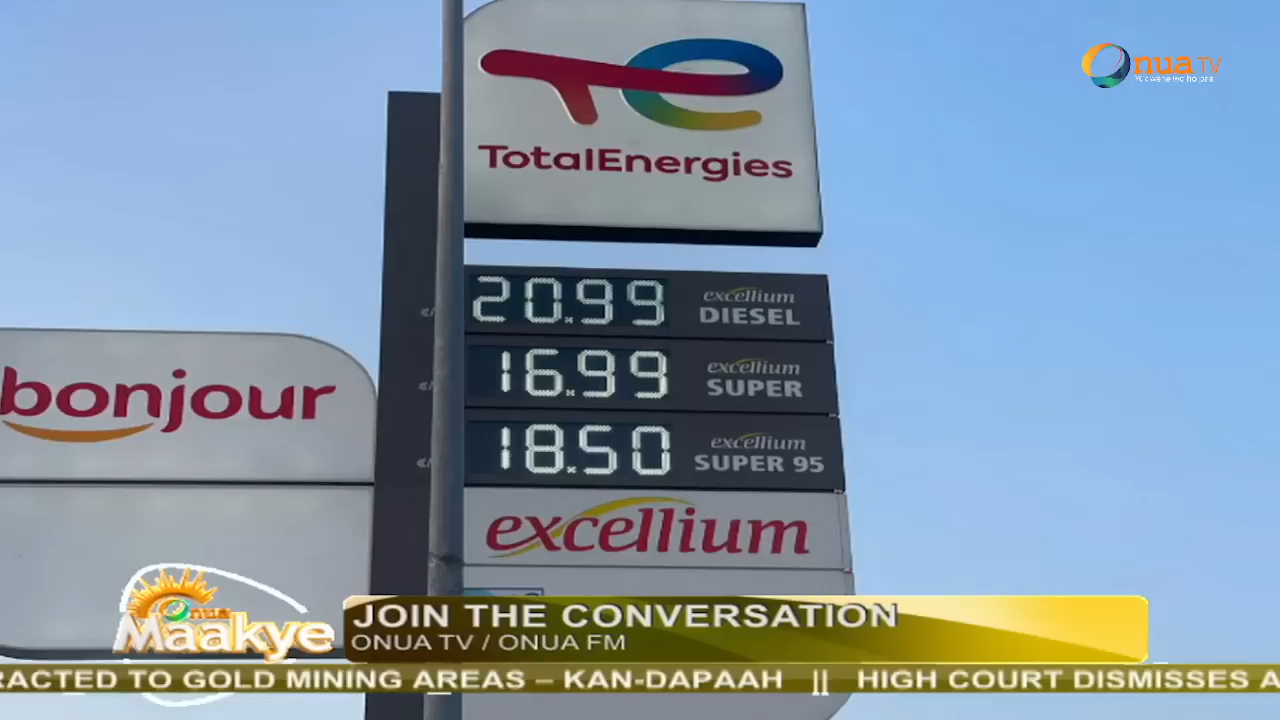 Onua TV
TotalEnergies
20.99 excellium DIESEL
16.99 excellium SUPER
18.50 excellium SUPER 95
bonjour
excellium
Onua
Maakye
JOIN THE CONVERSATION
ONUA TV / ONUA FM
RACTED TO GOLD MINING AREAS – KAN-DAPAAH || HIGH COURT DISMISSES A